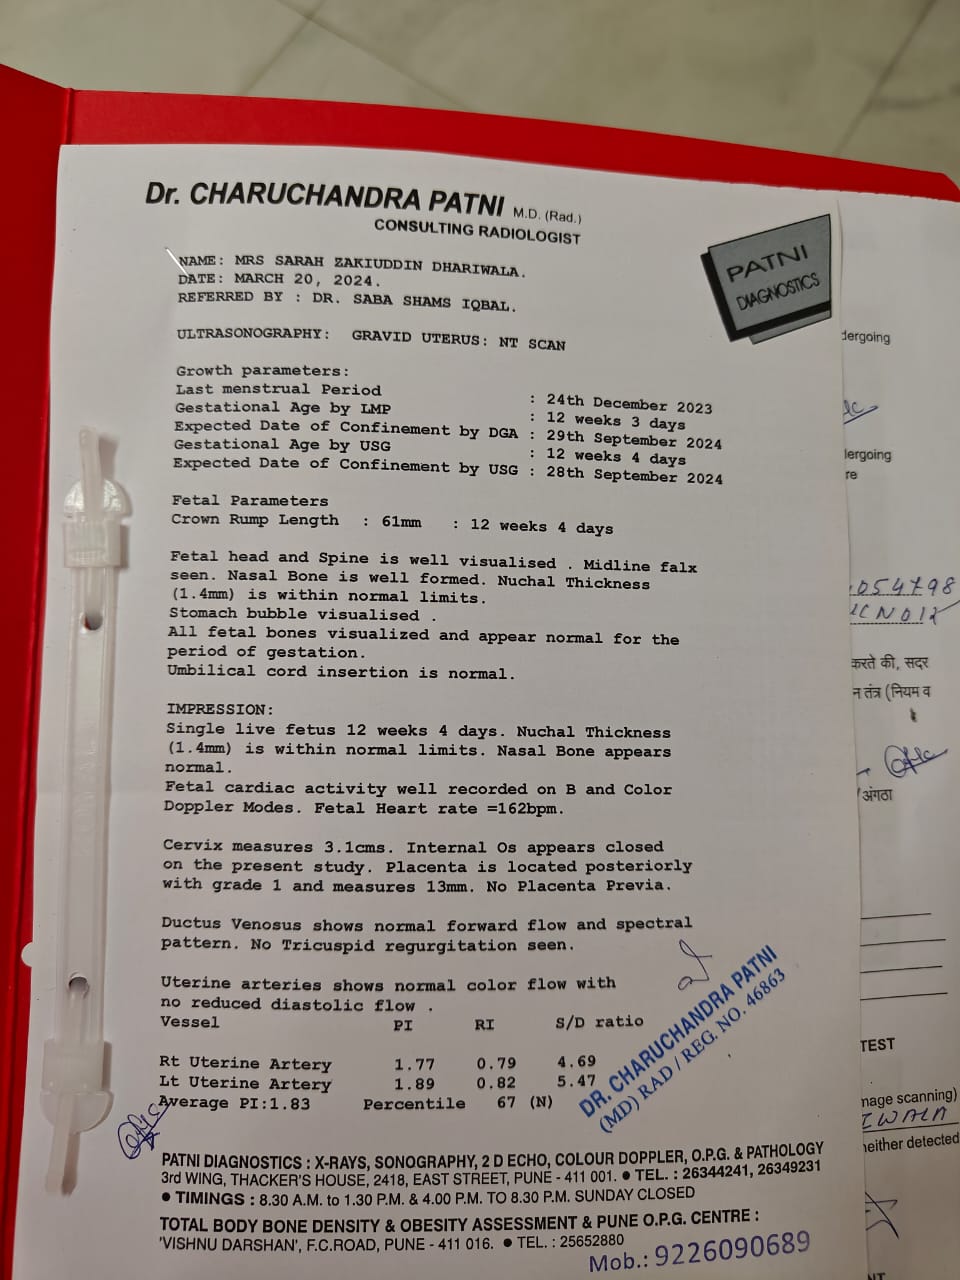 Dr. CHARUCHANDRA PATNI M.D. (Rad.)
CONSULTING RADIOLOGIST
PATNI
DIAGNOSTICS
NAME: MRS SARAH ZAKIUDDIN DHARIWALA.
DATE: MARCH 20, 2024.
REFERRED BY : DR. SABA SHAMS IQBAL.
ULTRASONOGRAPHY: GRAVID UTERUS: NT SCAN
Growth parameters:
Last menstrual Period : 24th December 2023
Gestational Age by LMP : 12 weeks 3 days
Expected Date of Confinement by DGA : 29th September 2024
Gestational Age by USG : 12 weeks 4 days
Expected Date of Confinement by USG : 28th September 2024
Fetal Parameters
Crown Rump Length : 61mm : 12 weeks 4 days
Fetal head and Spine is well visualised . Midline falx
seen. Nasal Bone is well formed. Nuchal Thickness
(1.4mm) is within normal limits.
Stomach bubble visualised .
All fetal bones visualized and appear normal for the
period of gestation.
Umbilical cord insertion is normal.
IMPRESSION:
Single live fetus 12 weeks 4 days. Nuchal Thickness
(1.4mm) is within normal limits. Nasal Bone appears
normal.
Fetal cardiac activity well recorded on B and Color
Doppler Modes. Fetal Heart rate =162bpm.
Cervix measures 3.1cms. Internal Os appears closed
on the present study. Placenta is located posteriorly
with grade 1 and measures 13mm. No Placenta Previa.
Ductus Venosus shows normal forward flow and spectral
pattern. No Tricuspid regurgitation seen.
Uterine arteries shows normal color flow with
no reduced diastolic flow .
Vessel PI RI S/D ratio
Rt Uterine Artery 1.77 0.79 4.69
Lt Uterine Artery 1.89 0.82 5.47
Average PI:1.83 Percentile 67 (N)
DR. CHARUCHANDRA PATNI
(MD) RAD / REG. NO. 46863
PATNI DIAGNOSTICS : X-RAYS, SONOGRAPHY, 2 D ECHO, COLOUR DOPPLER, O.P.G. & PATHOLOGY
3rd WING, THACKER'S HOUSE, 2418, EAST STREET, PUNE - 411 001. ● TEL. : 26344241, 26349231
● TIMINGS : 8.30 A.M. to 1.30 P.M. & 4.00 P.M. TO 8.30 P.M. SUNDAY CLOSED
TOTAL BODY BONE DENSITY & OBESITY ASSESSMENT & PUNE O.P.G. CENTRE :
'VISHNU DARSHAN', F.C.ROAD, PUNE - 411 016. ● TEL. : 25652880
Mob.: 9226090689
dergoing
lergoing
re
054798
करते की, सदर
न तंत्र (नियम व
अंगठा
TEST
nage scanning)
neither detected